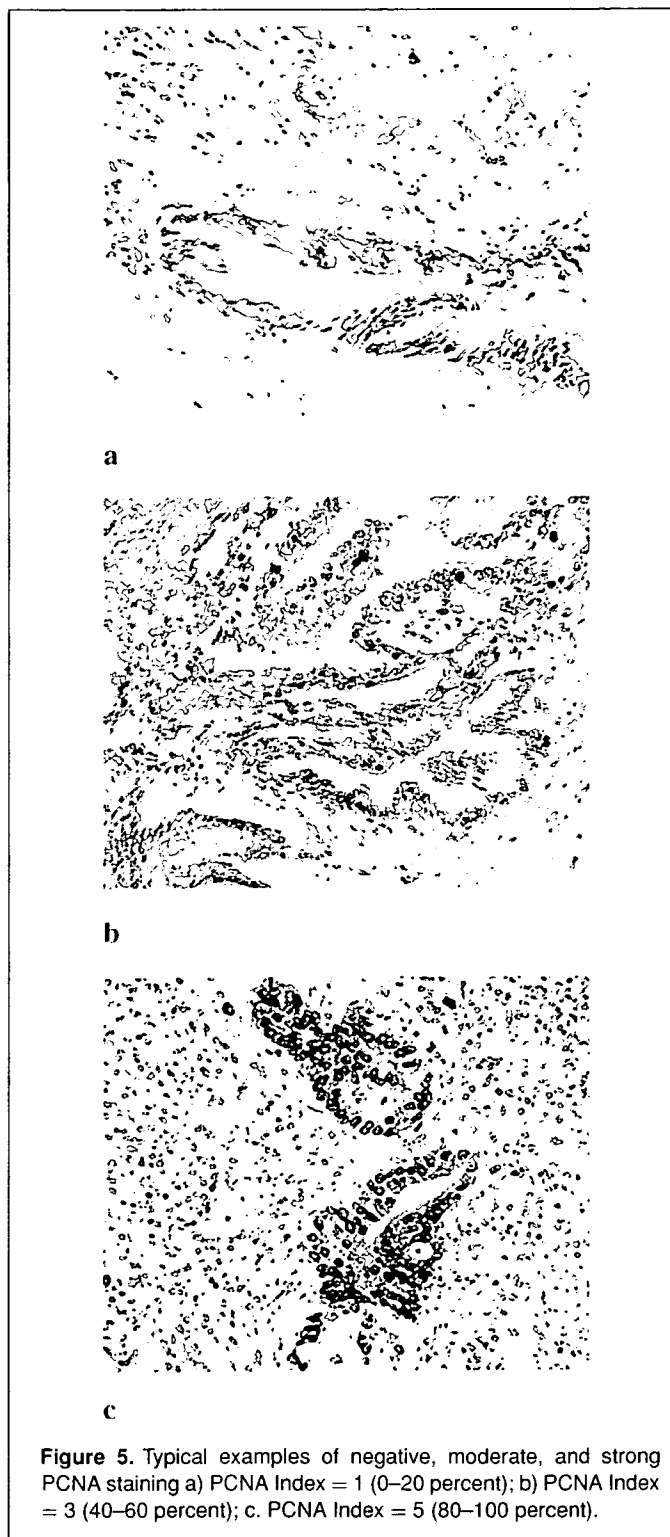 a
b
c
Figure 5. Typical examples of negative, moderate, and strong
PCNA staining a) PCNA Index = 1 (0–20 percent); b) PCNA Index
= 3 (40–60 percent); c. PCNA Index = 5 (80–100 percent).